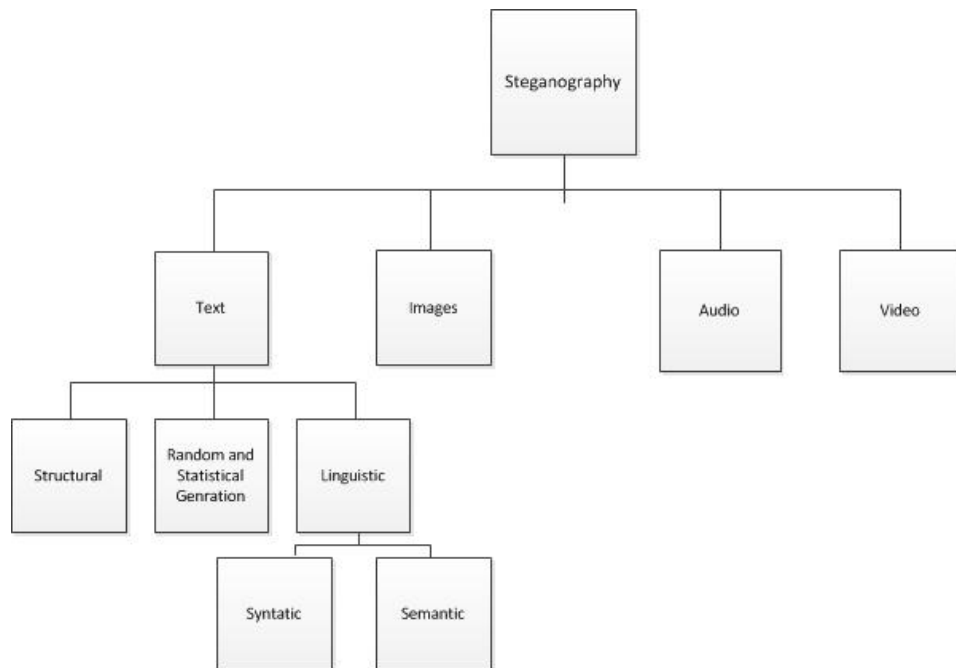 Steganography
Text
Images
Audio
Video
Structural
Random and
Statistical
Genration
Linguistic
Syntatic
Semantic